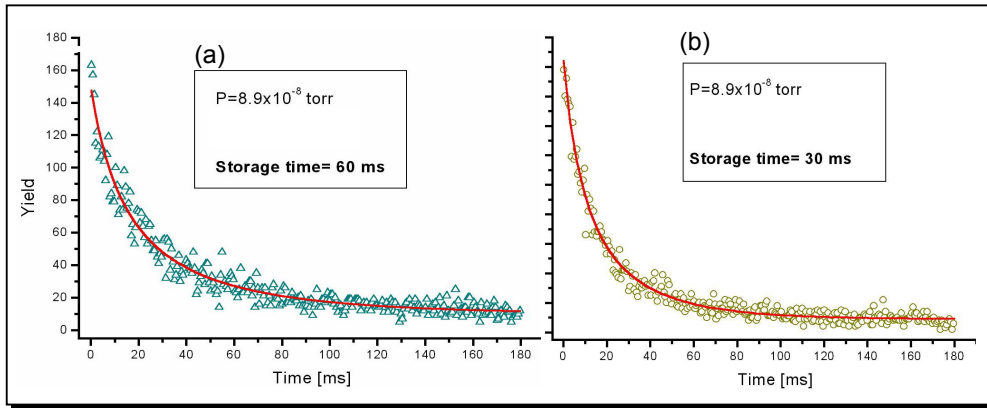 (a)
P=8.9x10⁻⁸ torr
Storage time= 60 ms
Yield
180
160
140
120
100
80
60
40
20
0
0 20 40 60 80 100 120 140 160 180
Time [ms]
(b)
P=8.9x10⁻⁸ torr
Storage time= 30 ms
0 20 40 60 80 100 120 140 160 180
Time [ms]